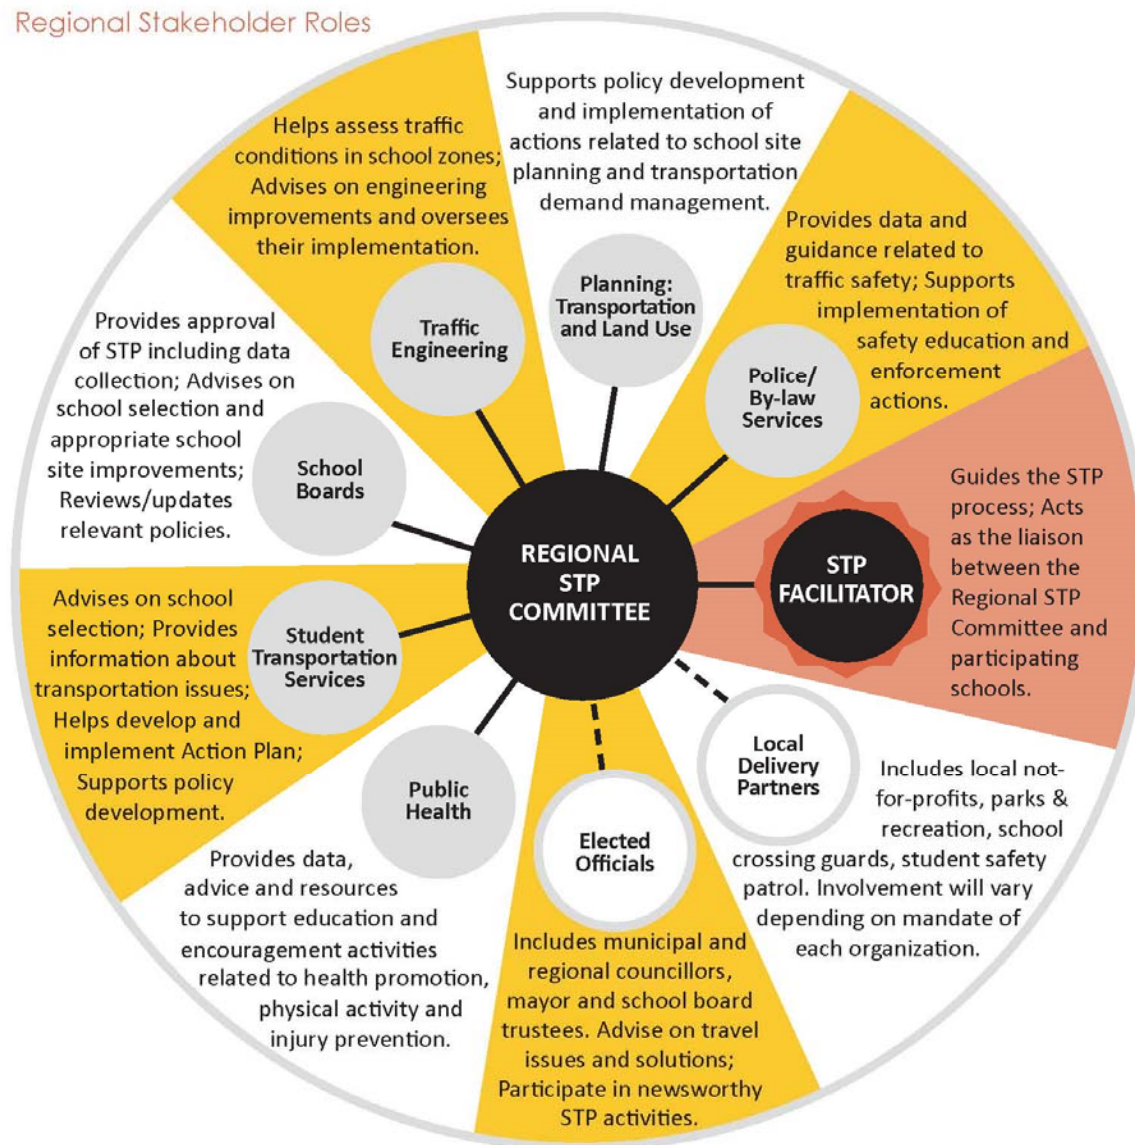 Regional Stakeholder Roles
Supports policy development
and implementation of
actions related to school site
planning and transportation
demand management.
Planning:
Transportation
and Land Use
Provides data and
guidance related to
traffic safety; Supports
implementation of
safety education and
enforcement
actions.
Police/
By-law
Services
Guides the STP
process; Acts
as the liaison
between the
Regional STP
Committee and
participating
schools.
STP
FACILITATOR
Local
Delivery
Partners
Includes local not-
for-profits, parks &
recreation, school
crossing guards, student safety
patrol. Involvement will vary
depending on mandate of
each organization.
Elected
Officials
Includes municipal and
regional councillors,
mayor and school board
trustees. Advise on travel
issues and solutions;
Participate in newsworthy
STP activities.
Public
Health
Provides data,
advice and resources
to support education and
encouragement activities
related to health promotion,
physical activity and
injury prevention.
Student
Transportation
Services
Advises on school
selection; Provides
information about
transportation issues;
Helps develop and
implement Action Plan;
Supports policy
development.
School
Boards
Provides approval
of STP including data
collection; Advises on
school selection and
appropriate school
site improvements;
Reviews/updates
relevant policies.
Traffic
Engineering
Helps assess traffic
conditions in school zones;
Advises on engineering
improvements and oversees
their implementation.
REGIONAL
STP
COMMITTEE